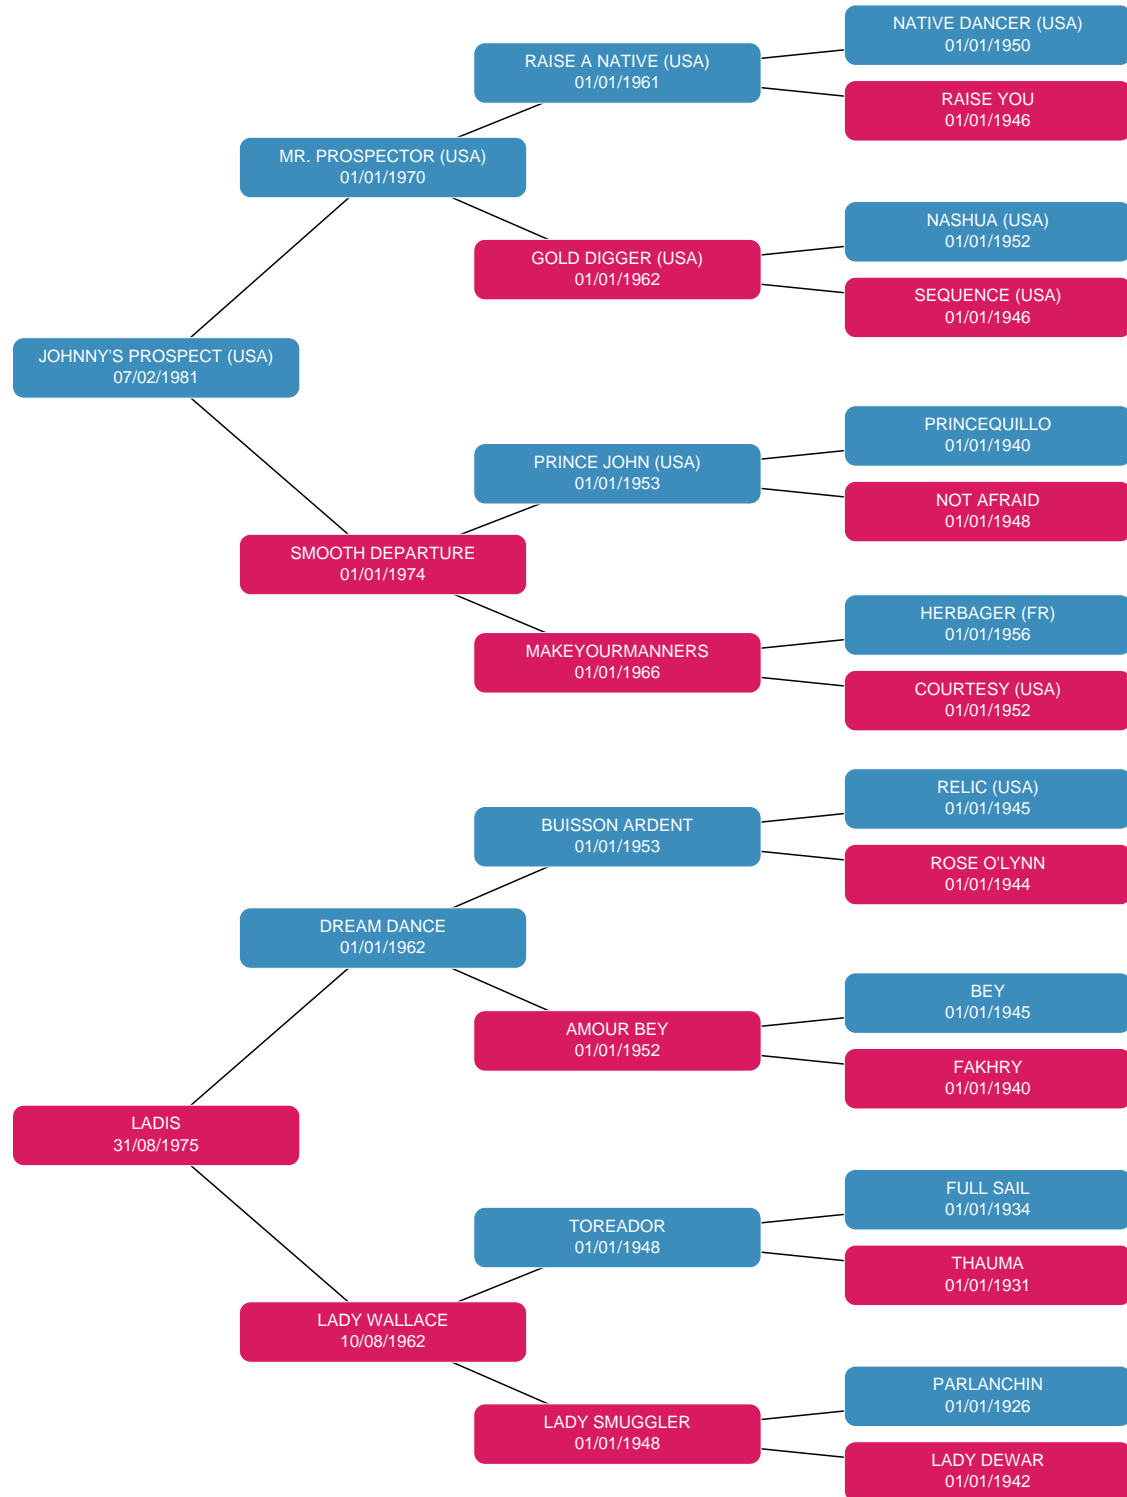 NATIVE DANCER (USA)
01/01/1950
RAISE A NATIVE (USA)
01/01/1961
RAISE YOU
01/01/1946
MR. PROSPECTOR (USA)
01/01/1970
NASHUA (USA)
01/01/1952
GOLD DIGGER (USA)
01/01/1962
SEQUENCE (USA)
01/01/1946
JOHNNY'S PROSPECT (USA)
07/02/1981
PRINCEQUILLO
01/01/1940
PRINCE JOHN (USA)
01/01/1953
NOT AFRAID
01/01/1948
SMOOTH DEPARTURE
01/01/1974
HERBAGER (FR)
01/01/1956
MAKEYOURMANNERS
01/01/1966
COURTESY (USA)
01/01/1952
RELIC (USA)
01/01/1945
BUISSON ARDENT
01/01/1953
ROSE O'LYNN
01/01/1944
DREAM DANCE
01/01/1962
BEY
01/01/1945
AMOUR BEY
01/01/1952
FAKHRY
01/01/1940
LADIS
31/08/1975
FULL SAIL
01/01/1934
TOREADOR
01/01/1948
THAUMA
01/01/1931
LADY WALLACE
10/08/1962
PARLANCHIN
01/01/1926
LADY SMUGGLER
01/01/1948
LADY DEWAR
01/01/1942